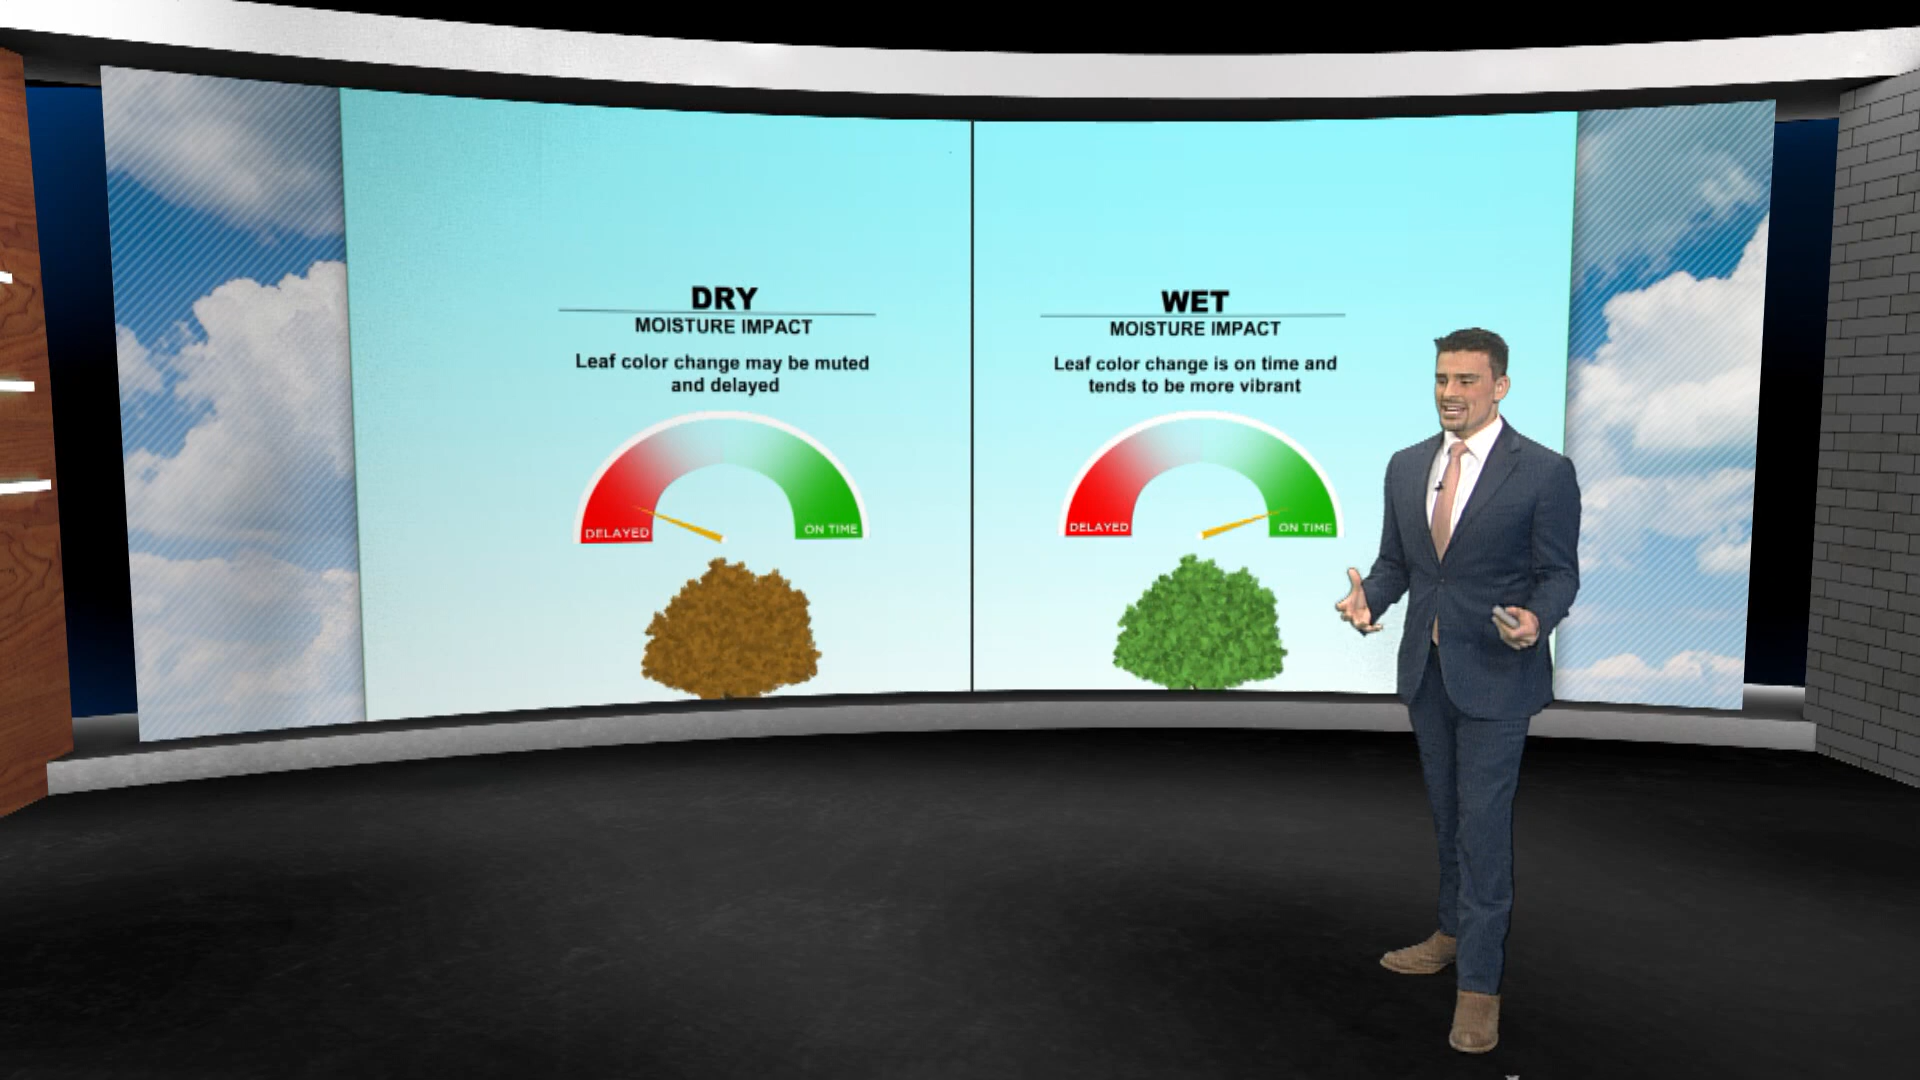 DRY
MOISTURE IMPACT
Leaf color change may be muted
and delayed
DELAYED
ON TIME
WET
MOISTURE IMPACT
Leaf color change is on time and
tends to be more vibrant
DELAYED
ON TIME